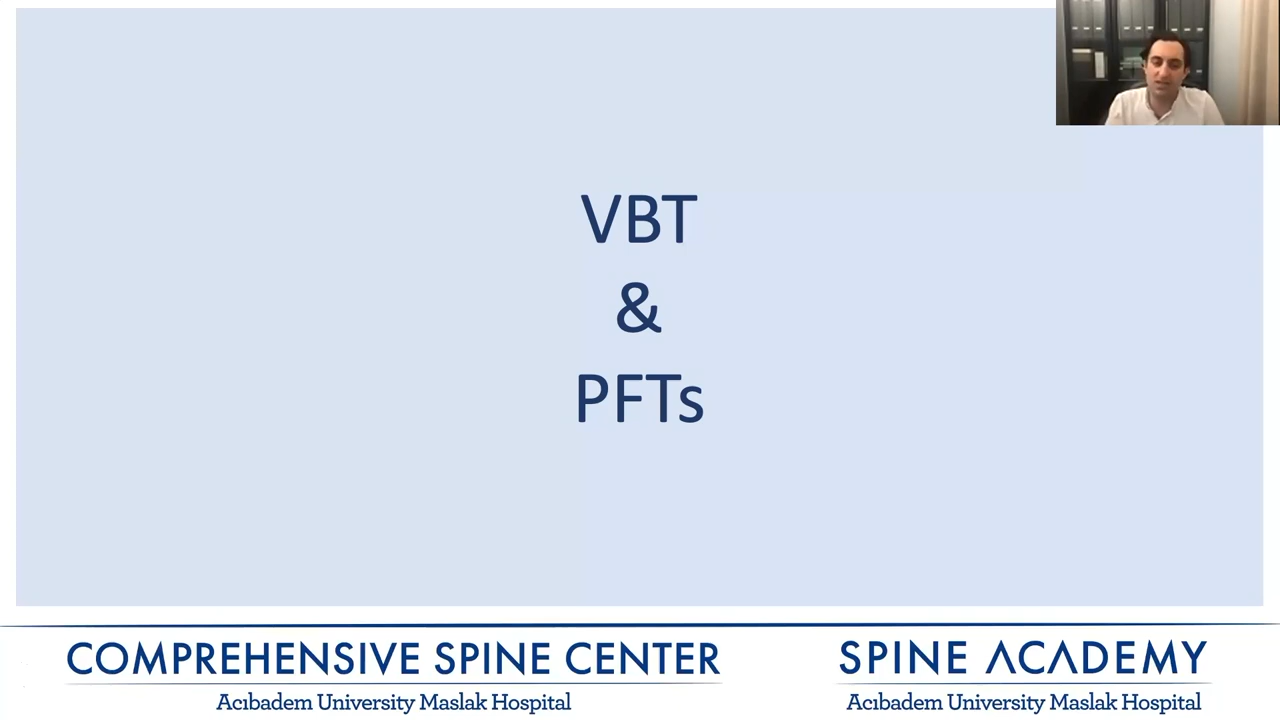 VBT
&
PFTs
COMPREHENSIVE SPINE CENTER
Acıbadem University Maslak Hospital
SPINE ACADEMY
Acıbadem University Maslak Hospital